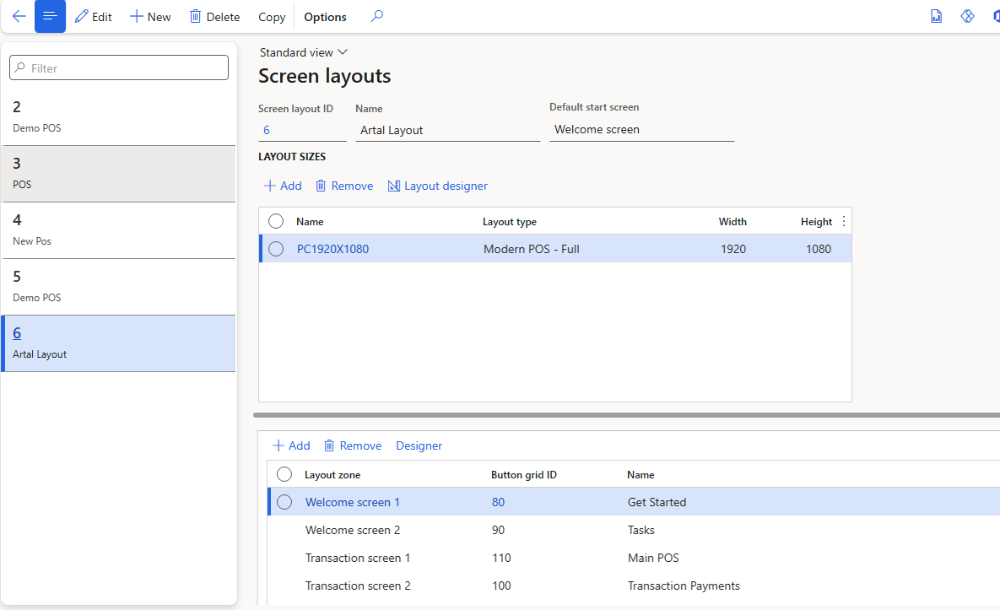 Edit New Delete Copy Options
Filter
2
Demo POS
3
POS
4
New Pos
5
Demo POS
6
Artal Layout
Standard view
Screen layouts
Screen layout ID Name Default start screen
6 Artal Layout Welcome screen
LAYOUT SIZES
Add Remove Layout designer
Name Layout type Width Height
PC1920X1080 Modern POS - Full 1920 1080
Add Remove Designer
Layout zone Button grid ID Name
Welcome screen 1 80 Get Started
Welcome screen 2 90 Tasks
Transaction screen 1 110 Main POS
Transaction screen 2 100 Transaction Payments